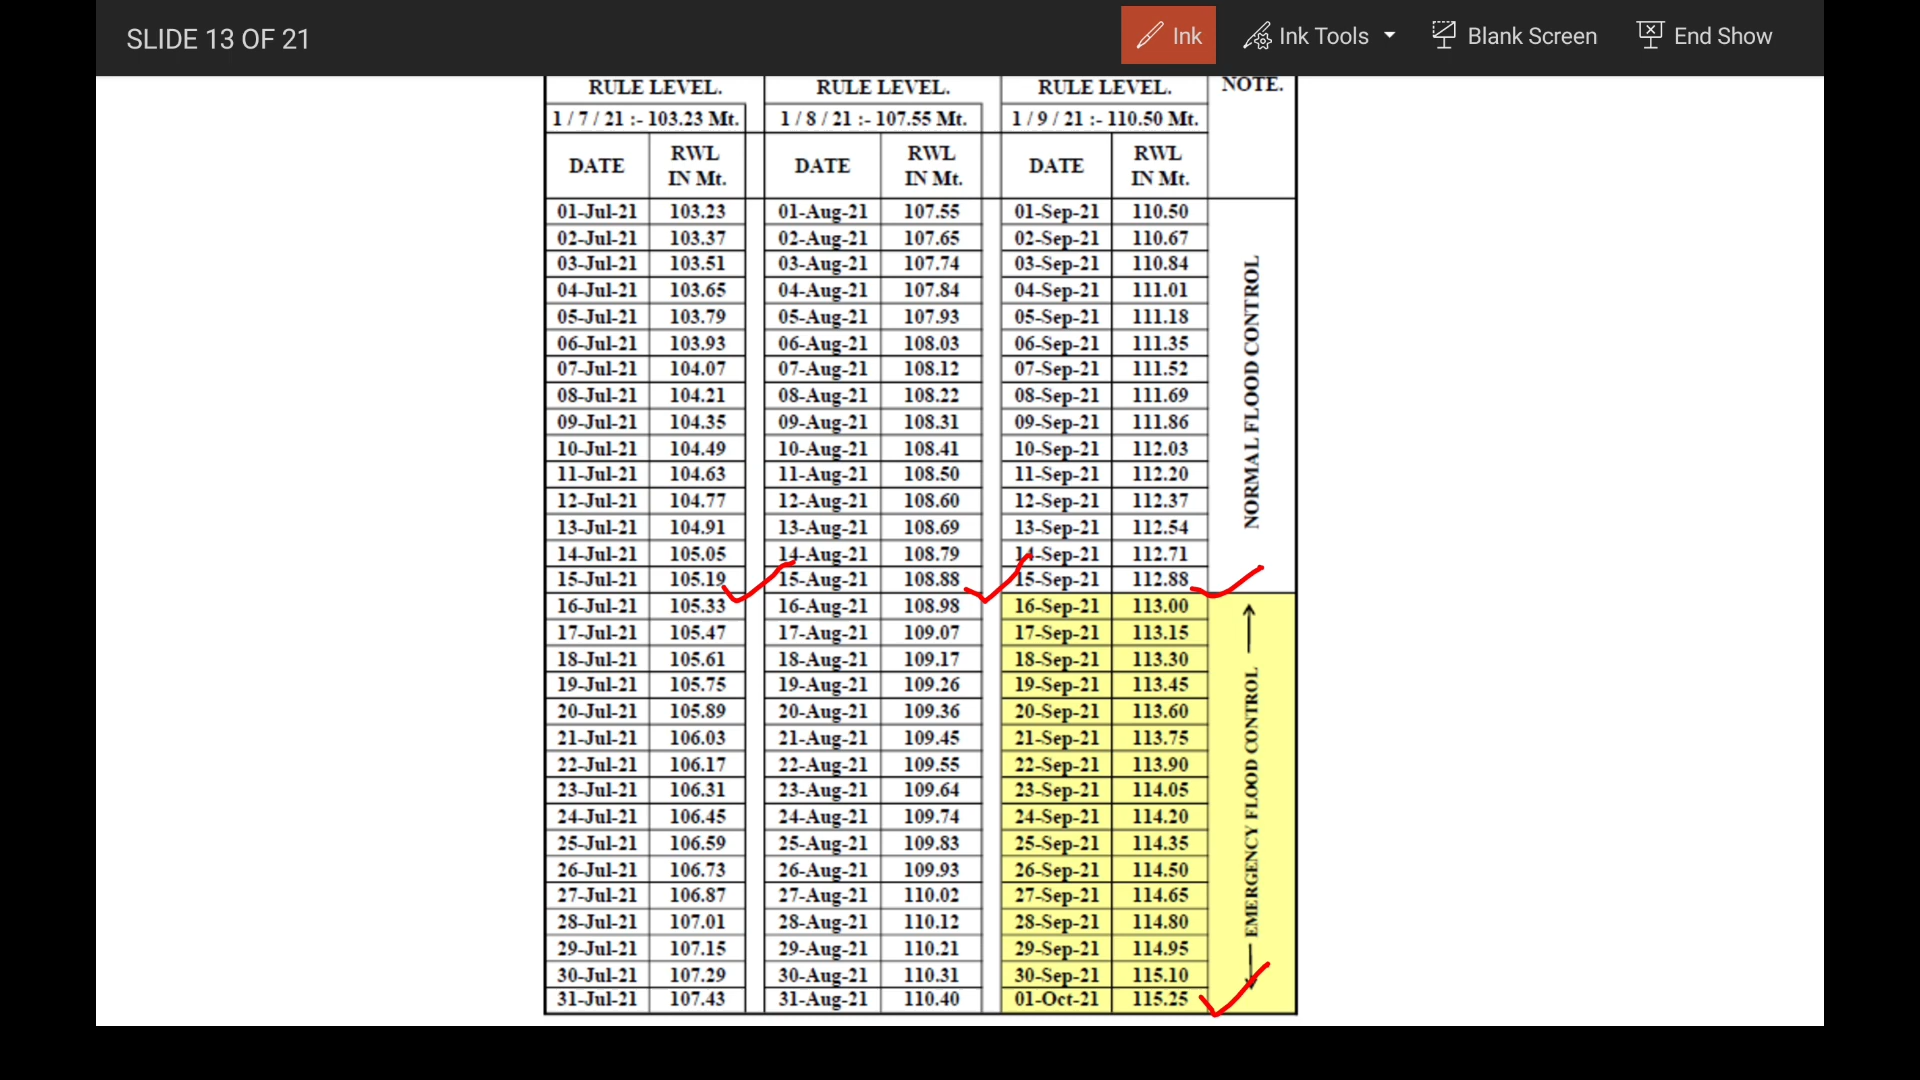 SLIDE 13 OF 21 Ink Ink Tools Blank Screen End Show
RULE LEVEL. RULE LEVEL. RULE LEVEL. NOTE.
1 / 7 / 21 :- 103.23 Mt. 1 / 8 / 21 :- 107.55 Mt. 1 / 9 / 21 :- 110.50 Mt.
DATE RWL IN Mt. DATE RWL IN Mt. DATE RWL IN Mt.
01-Jul-21 103.23 01-Aug-21 107.55 01-Sep-21 110.50
02-Jul-21 103.37 02-Aug-21 107.65 02-Sep-21 110.67
03-Jul-21 103.51 03-Aug-21 107.74 03-Sep-21 110.84
04-Jul-21 103.65 04-Aug-21 107.84 04-Sep-21 111.01
05-Jul-21 103.79 05-Aug-21 107.93 05-Sep-21 111.18
06-Jul-21 103.93 06-Aug-21 108.03 06-Sep-21 111.35
07-Jul-21 104.07 07-Aug-21 108.12 07-Sep-21 111.52
08-Jul-21 104.21 08-Aug-21 108.22 08-Sep-21 111.69
09-Jul-21 104.35 09-Aug-21 108.31 09-Sep-21 111.86
10-Jul-21 104.49 10-Aug-21 108.41 10-Sep-21 112.03
11-Jul-21 104.63 11-Aug-21 108.50 11-Sep-21 112.20
12-Jul-21 104.77 12-Aug-21 108.60 12-Sep-21 112.37
13-Jul-21 104.91 13-Aug-21 108.69 13-Sep-21 112.54
14-Jul-21 105.05 14-Aug-21 108.79 14-Sep-21 112.71
15-Jul-21 105.19 15-Aug-21 108.88 15-Sep-21 112.88
NORMAL FLOOD CONTROL
16-Jul-21 105.33 16-Aug-21 108.98 16-Sep-21 113.00
17-Jul-21 105.47 17-Aug-21 109.07 17-Sep-21 113.15
18-Jul-21 105.61 18-Aug-21 109.17 18-Sep-21 113.30
19-Jul-21 105.75 19-Aug-21 109.26 19-Sep-21 113.45
20-Jul-21 105.89 20-Aug-21 109.36 20-Sep-21 113.60
21-Jul-21 106.03 21-Aug-21 109.45 21-Sep-21 113.75
22-Jul-21 106.17 22-Aug-21 109.55 22-Sep-21 113.90
23-Jul-21 106.31 23-Aug-21 109.64 23-Sep-21 114.05
24-Jul-21 106.45 24-Aug-21 109.74 24-Sep-21 114.20
25-Jul-21 106.59 25-Aug-21 109.83 25-Sep-21 114.35
26-Jul-21 106.73 26-Aug-21 109.93 26-Sep-21 114.50
27-Jul-21 106.87 27-Aug-21 110.02 27-Sep-21 114.65
28-Jul-21 107.01 28-Aug-21 110.12 28-Sep-21 114.80
29-Jul-21 107.15 29-Aug-21 110.21 29-Sep-21 114.95
30-Jul-21 107.29 30-Aug-21 110.31 30-Sep-21 115.10
31-Jul-21 107.43 31-Aug-21 110.40 01-Oct-21 115.25
EMERGENCY FLOOD CONTROL